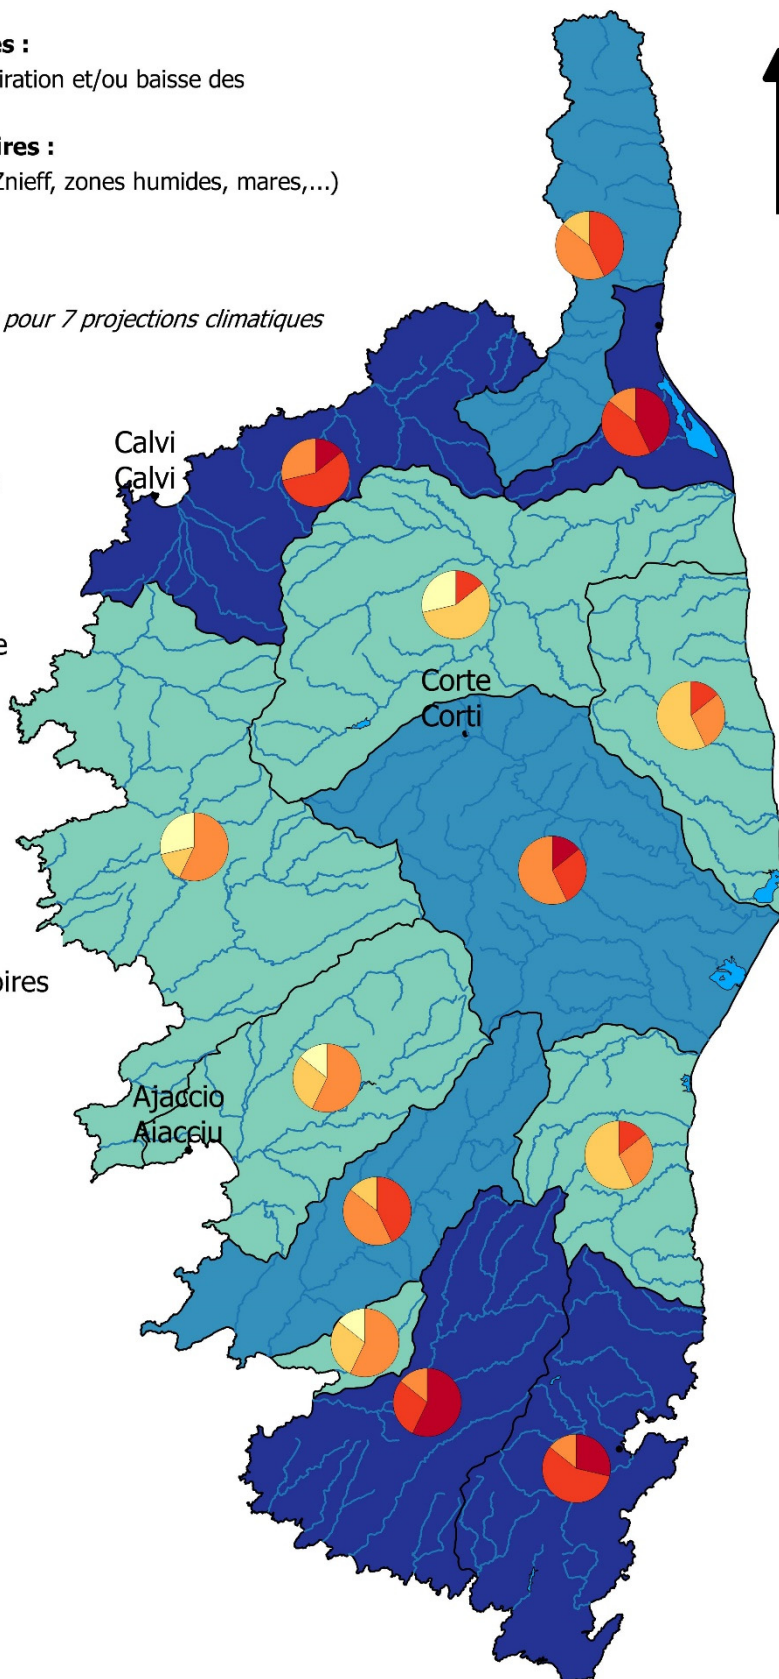 es :
iration et/ou baisse des
ires :
Znieff, zones humides, mares,...)
pour 7 projections climatiques
Calvi
Calvi
e
Corte
Corti
oires
Ajaccio
Aiacciu